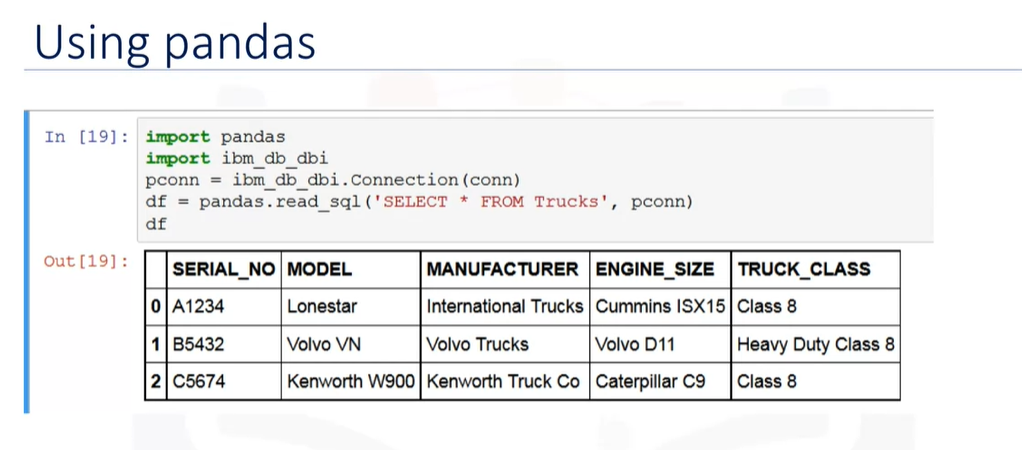 Using pandas
In [19]: import pandas
import ibm_db_dbi
pconn = ibm_db_dbi.Connection(conn)
df = pandas.read_sql('SELECT * FROM Trucks', pconn)
df
Out[19]:
SERIAL_NO MODEL MANUFACTURER ENGINE_SIZE TRUCK_CLASS
0 A1234 Lonestar International Trucks Cummins ISX15 Class 8
1 B5432 Volvo VN Volvo Trucks Volvo D11 Heavy Duty Class 8
2 C5674 Kenworth W900 Kenworth Truck Co Caterpillar C9 Class 8